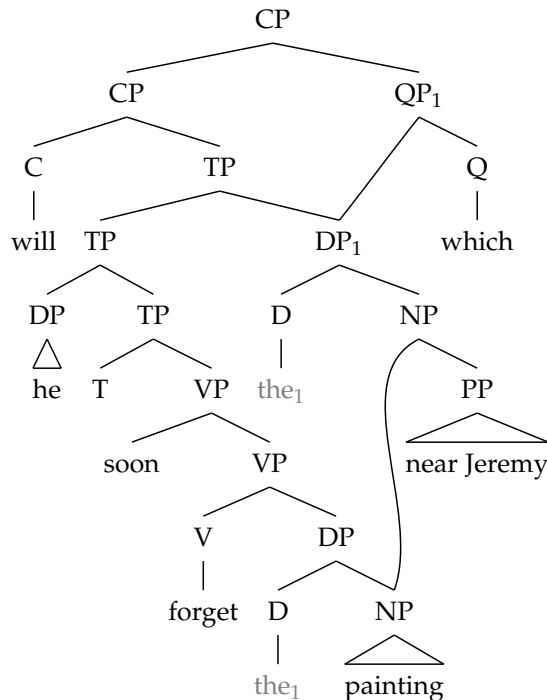 CP
CP QP₁
C TP Q
will TP DP₁ which
DP TP D NP
he T VP the₁ PP
soon VP near Jeremy
V DP
forget D NP
the₁ painting